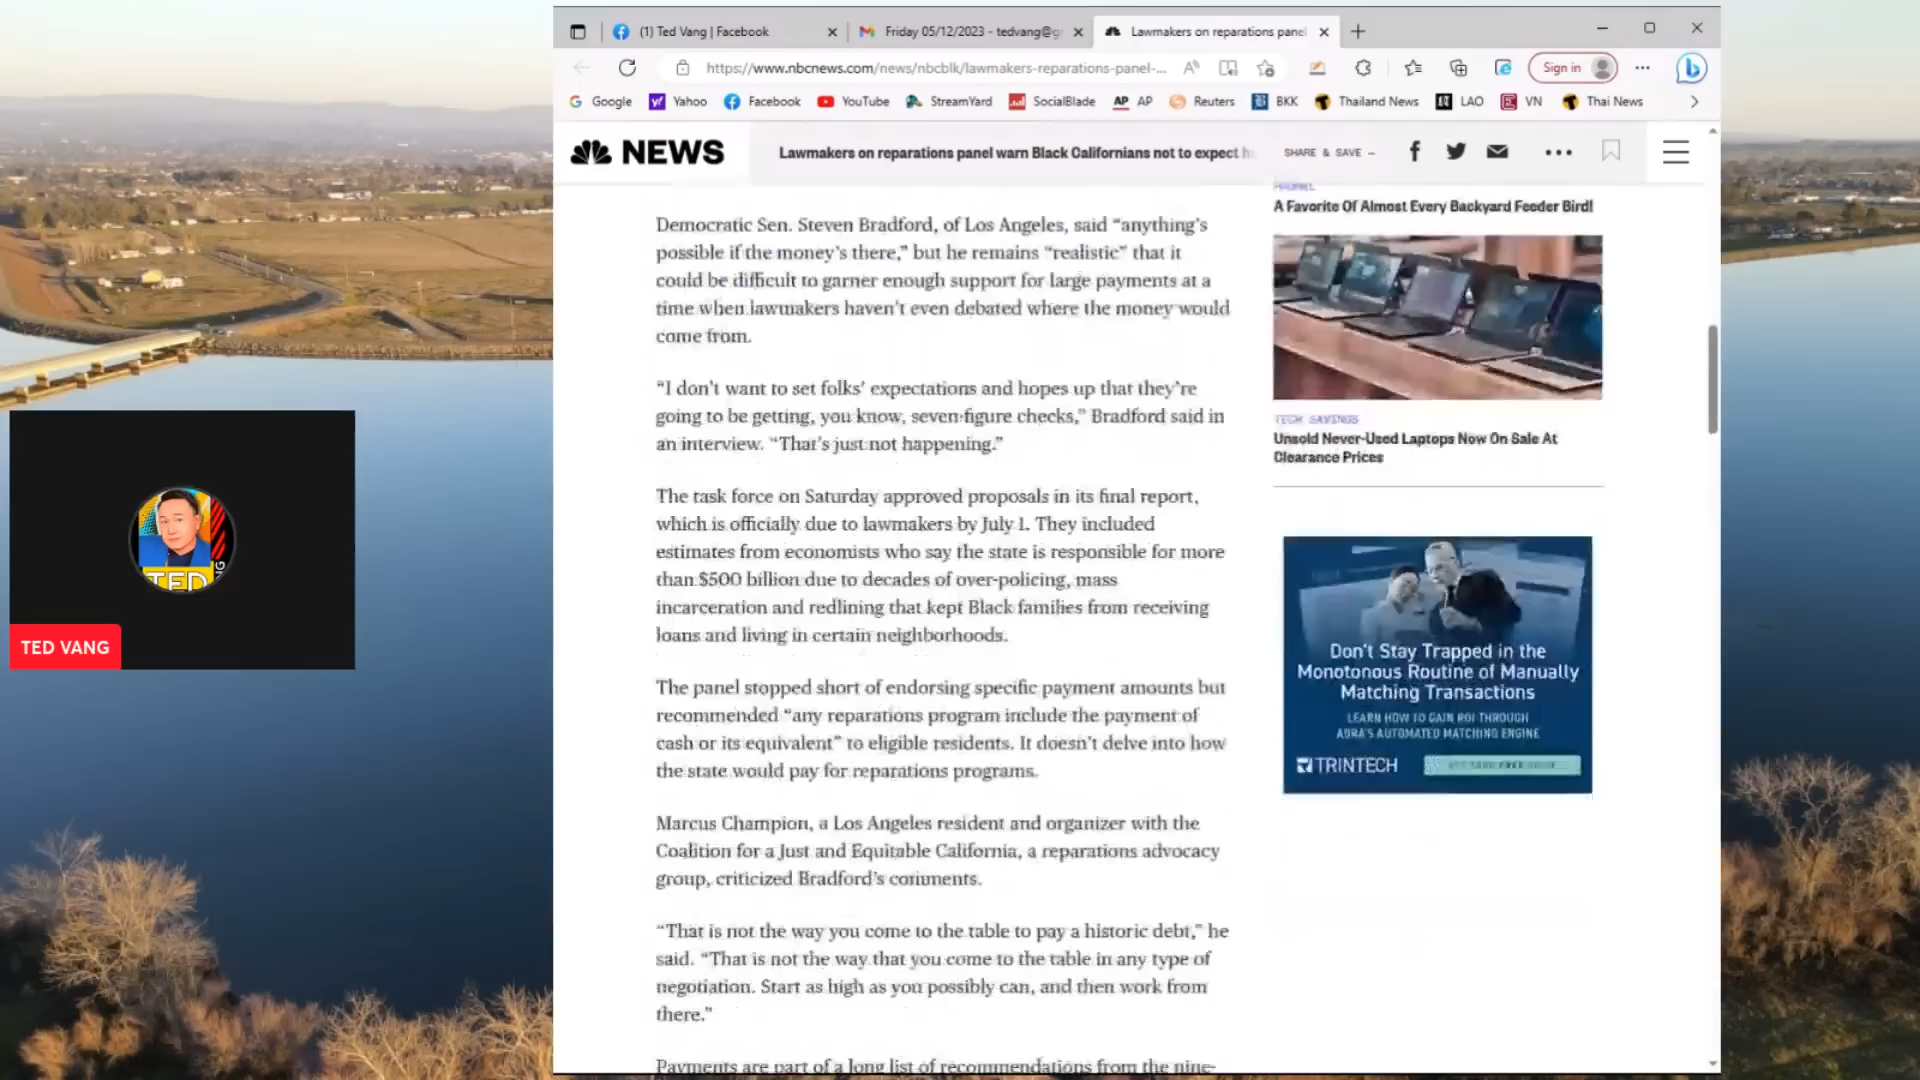 (1) Ted Vang | Facebook
Friday 05/12/2023 - tedvang@g
Lawmakers on reparations panel
https://www.nbcnews.com/news/nbcblk/lawmakers-reparations-panel-...
Sign in
Google
Yahoo
Facebook
YouTube
StreamYard
SocialBlade
AP AP
Reuters
BKK
Thailand News
LAO
VN
Thai News
NEWS
Lawmakers on reparations panel warn Black Californians not to expect
SHARE & SAVE —
Democratic Sen. Steven Bradford, of Los Angeles, said “anything’s
possible if the money’s there,” but he remains “realistic” that it
could be difficult to garner enough support for large payments at a
time when lawmakers haven’t even debated where the money would
come from.
“I don’t want to set folks’ expectations and hopes up that they’re
going to be getting, you know, seven-figure checks,” Bradford said in
an interview. “That’s just not happening.”
The task force on Saturday approved proposals in its final report,
which is officially due to lawmakers by July 1. They included
estimates from economists who say the state is responsible for more
than $500 billion due to decades of over-policing, mass
incarceration and redlining that kept Black families from receiving
loans and living in certain neighborhoods.
The panel stopped short of endorsing specific payment amounts but
recommended “any reparations program include the payment of
cash or its equivalent” to eligible residents. It doesn’t delve into how
the state would pay for reparations programs.
Marcus Champion, a Los Angeles resident and organizer with the
Coalition for a Just and Equitable California, a reparations advocacy
group, criticized Bradford’s comments.
“That is not the way you come to the table to pay a historic debt,” he
said. “That is not the way that you come to the table in any type of
negotiation. Start as high as you possibly can, and then work from
there.”
Payments are part of a long list of recommendations from the nine-
A Favorite Of Almost Every Backyard Feeder Bird!
TECH SAVINGS
Unsold Never-Used Laptops Now On Sale At
Clearance Prices
Don't Stay Trapped in the
Monotonous Routine of Manually
Matching Transactions
LEARN HOW TO GAIN ROI THROUGH
ADRA'S AUTOMATED MATCHING ENGINE
TRINTECH
TED
TED VANG